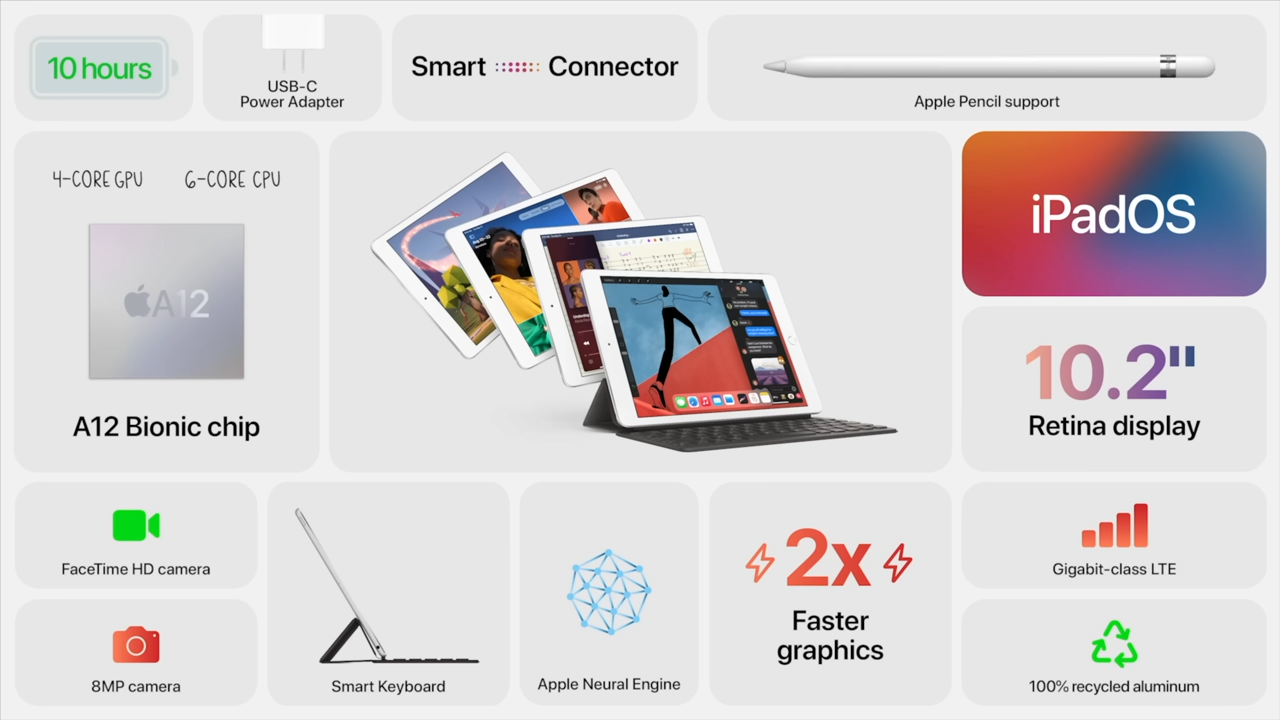 10 hours
USB-C
Power Adapter
Smart Connector
Apple Pencil support
4-CORE GPU 6-CORE CPU
A12
A12 Bionic chip
iPadOS
10.2"
Retina display
FaceTime HD camera
8MP camera
Smart Keyboard
Apple Neural Engine
2x
Faster
graphics
Gigabit-class LTE
100% recycled aluminum